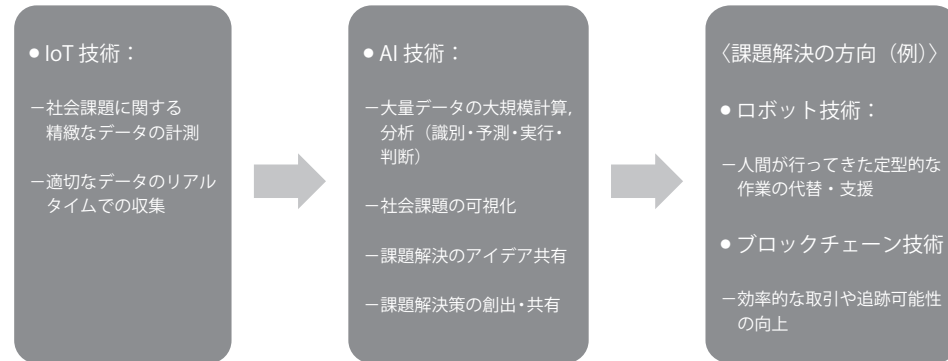 ● IoT 技術：
－社会課題に関する
精緻なデータの計測
－適切なデータのリアル
タイムでの収集
● AI 技術：
－大量データの大規模計算,
分析（識別・予測・実行・
判断）
－社会課題の可視化
－課題解決のアイデア共有
－課題解決策の創出・共有
〈課題解決の方向（例）〉
● ロボット技術：
－人間が行ってきた定型的な
作業の代替・支援
● ブロックチェーン技術
－効率的な取引や追跡可能性
の向上